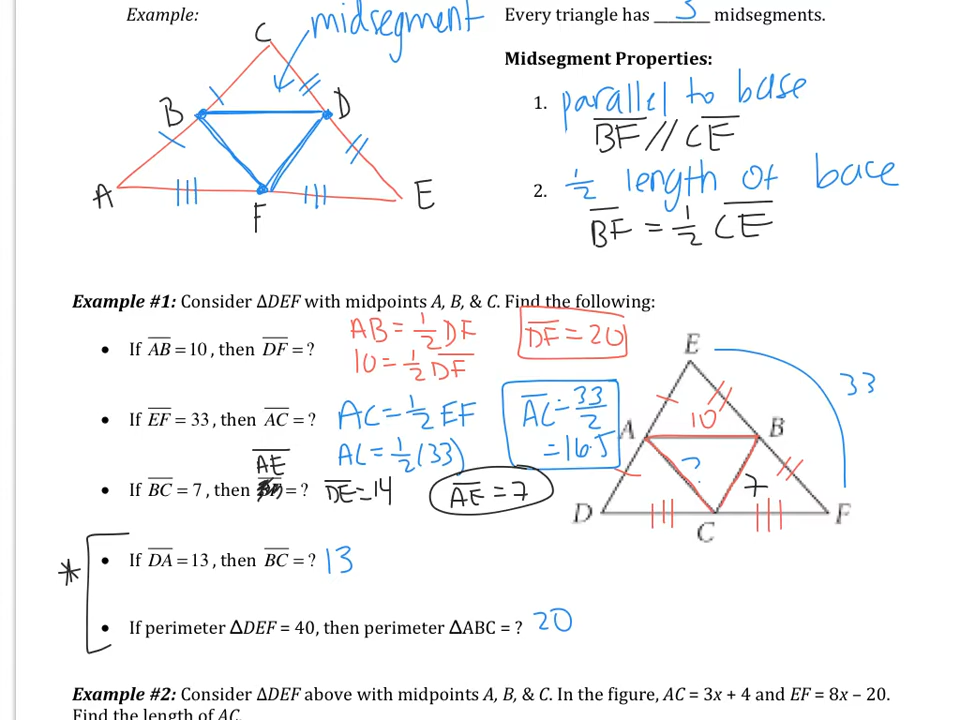 Example:
midsegment
Every triangle has 3 midsegments.
C
B
D
A
F
E
Midsegment Properties:
1. parallel to base
BF // CE
2. 1/2 length of base
BF = 1/2 CE
Example #1: Consider ΔDEF with midpoints A, B, & C. Find the following:
• If AB = 10, then DF = ?
AB = 1/2 DF
10 = 1/2 DF
DF = 20
• If EF = 33, then AC = ?
AC = 1/2 EF
AC = 1/2 (33)
AC = 33/2
= 16.5
AE
• If BC = 7, then = ?
DE = 14
AE = 7
E
33
10
A
B
?
7
D
C
F
* • If DA = 13, then BC = ? 13
• If perimeter ΔDEF = 40, then perimeter ΔABC = ? 20
Example #2: Consider ΔDEF above with midpoints A, B, & C. In the figure, AC = 3x + 4 and EF = 8x – 20.
Find the length of AC.